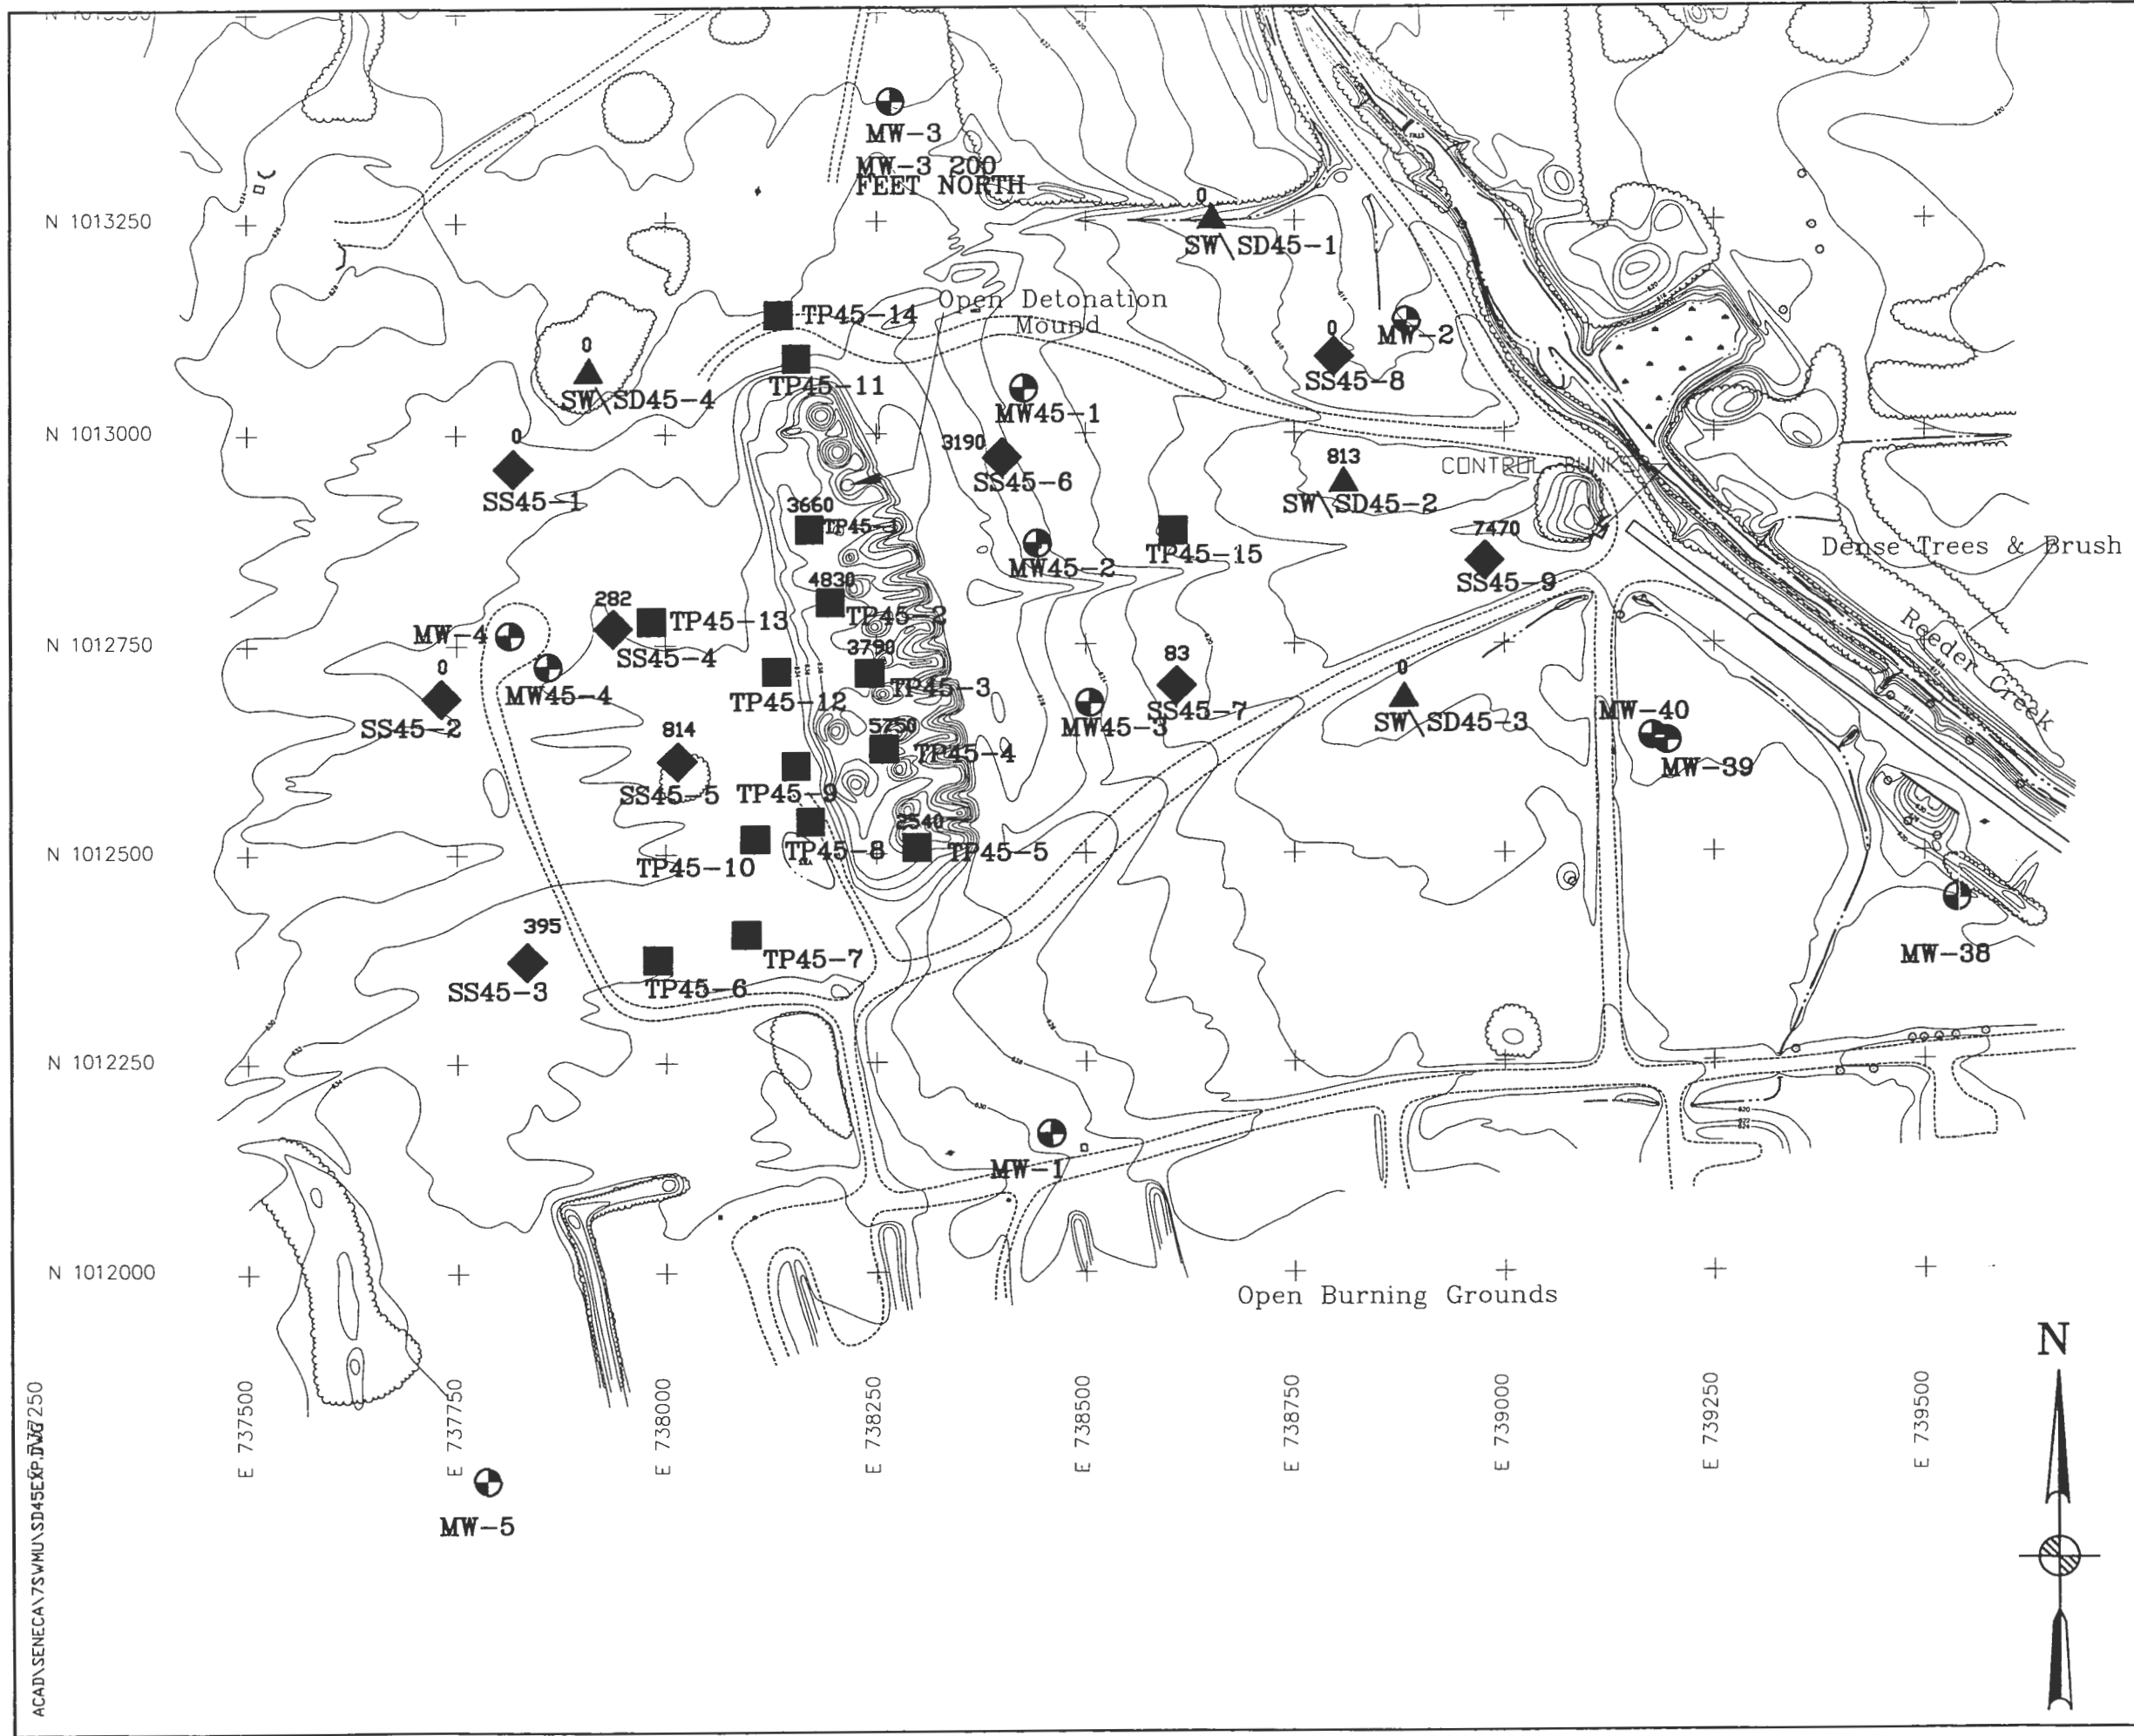 MW-3
MW-3 200
FEET NORTH
N 1013250
0
SW\SD45-1
Open Detonation
Mound
TP45-14
TP45-11
0
SW\SD45-4
MW-2
0
SS45-8
MW45-1
N 1013000
0
SS45-1
3190
SS45-6
813
SW\SD45-2
3660
TP45-1
MW45-2
TP45-15
7470
SS45-9
Dense Trees & Brush
4830
TP45-2
282
SS45-4
TP45-13
MW-4
N 1012750
Reeder Creek
0
SS45-2
MW45-4
3790
TP45-3
TP45-12
83
SS45-7
MW45-3
0
SW\SD45-3
MW-40
MW-39
814
SS45-5
5750
TP45-4
TP45-9
2540
TP45-5
TP45-8
N 1012500
TP45-10
MW-38
395
SS45-3
TP45-7
TP45-6
N 1012250
MW-1
N 1012000
Open Burning Grounds
N
E 737500
E 737750
E 738000
E 738250
E 738500
E 738750
E 739000
E 739250
E 739500
MW-5
ACAD\SENECA\7SWMU\SD45EXP.DWG